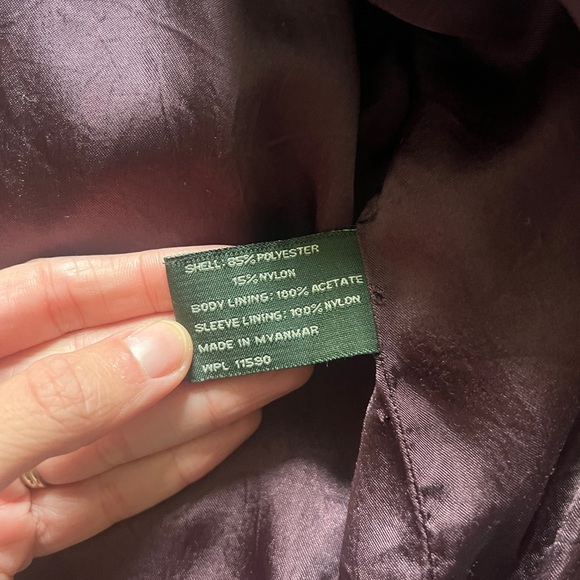 SHELL: 85% POLYESTER
15% NYLON
BODY LINING: 100% ACETATE
SLEEVE LINING: 100% NYLON
MADE IN MYANMAR
WPL 11590